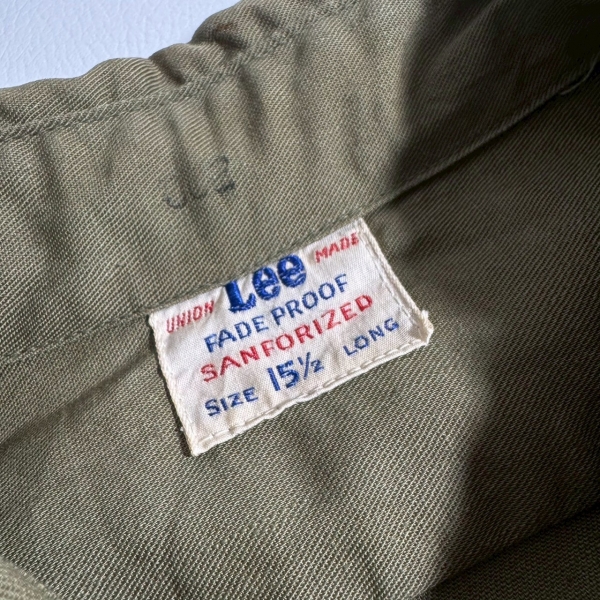 UNION Lee MADE
FADE PROOF
SANFORIZED
SIZE 15½ LONG